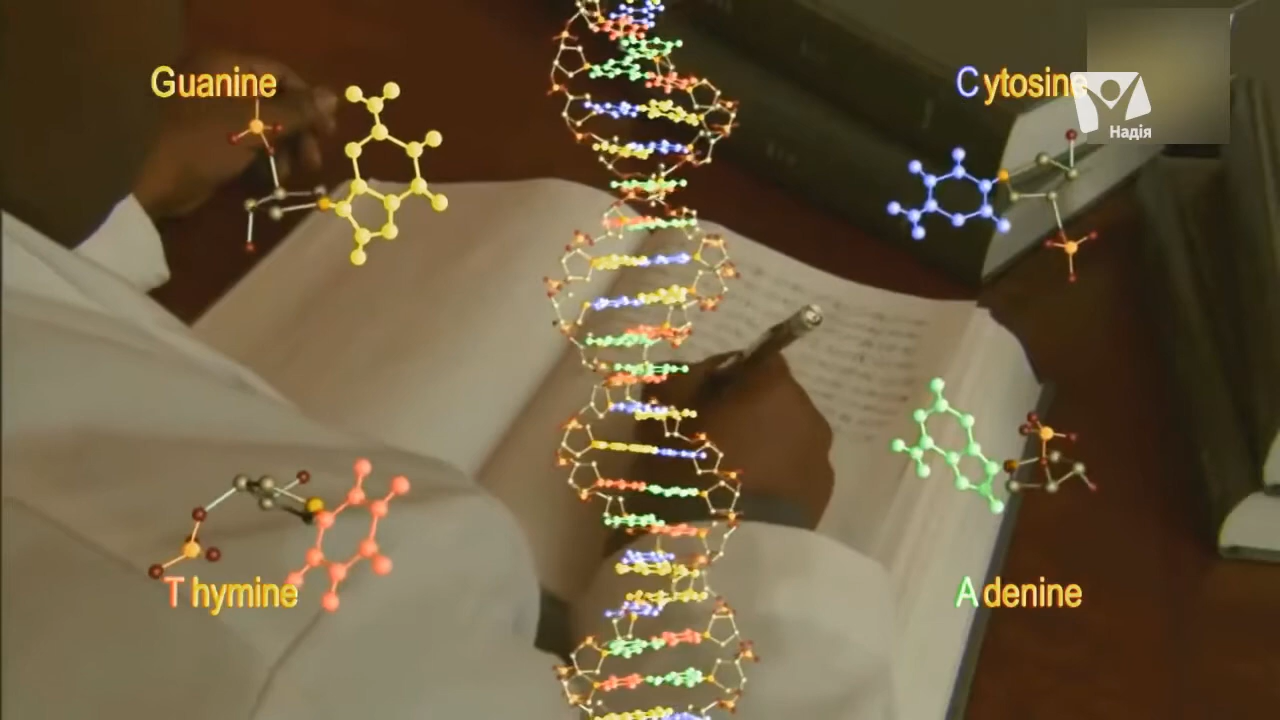 Guanine
Cytosine
Надія
Thymine
Adenine